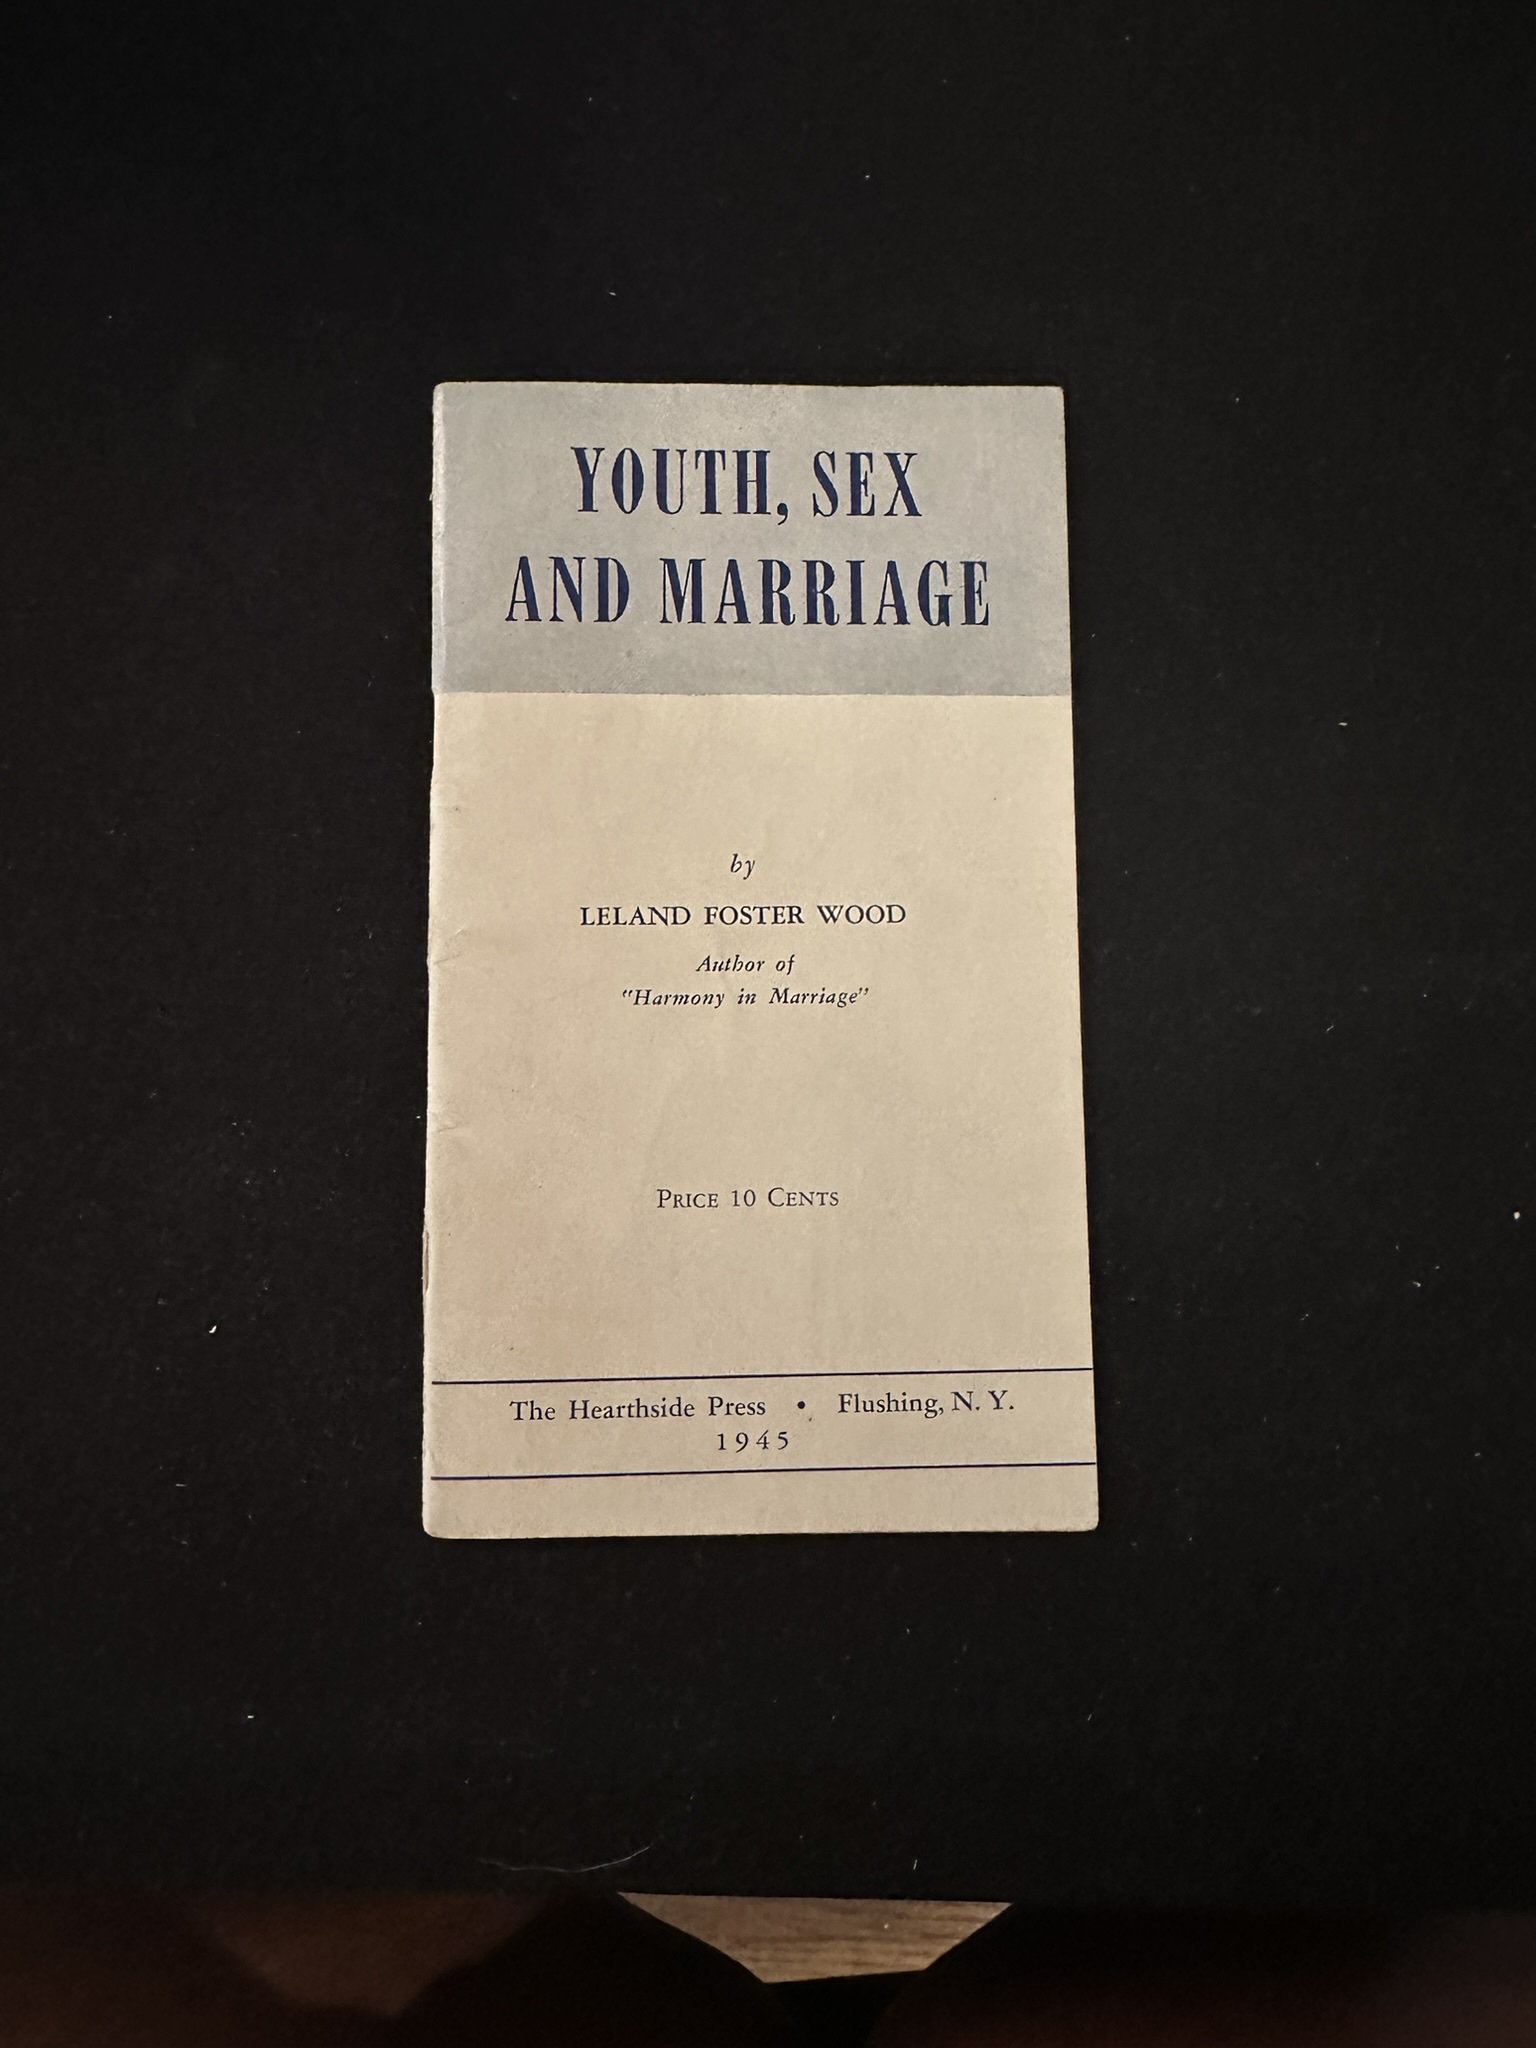 YOUTH, SEX
AND MARRIAGE
by
LELAND FOSTER WOOD
Author of
"Harmony in Marriage"
PRICE 10 CENTS
The Hearthside Press • Flushing, N. Y.
1945